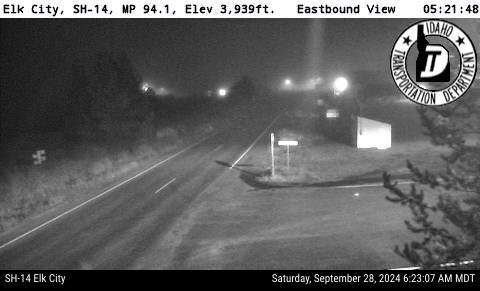 Elk City, SH-14, MP 94.1, Elev 3,939ft. Eastbound View 05:21:48
IDAHO
TRANSPORTATION DEPARTMENT
SH-14 Elk City Saturday, September 28, 2024 6:23:07 AM MDT